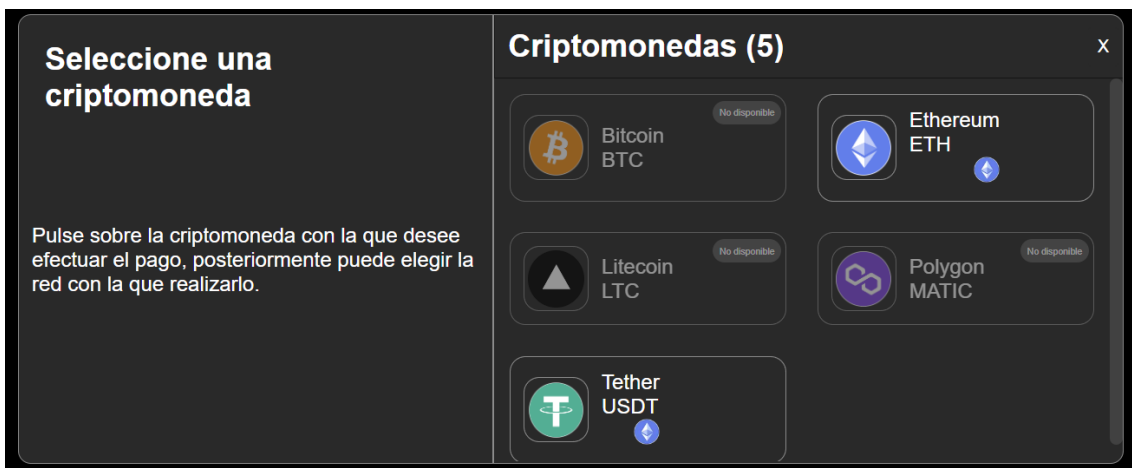 Seleccione una
criptomoneda
Pulse sobre la criptomoneda con la que desee
efectuar el pago, posteriormente puede elegir la
red con la que realizarlo.
Criptomonedas (5)
X
Bitcoin
BTC
No disponible
Ethereum
ETH
Litecoin
LTC
No disponible
Polygon
MATIC
No disponible
Tether
USDT